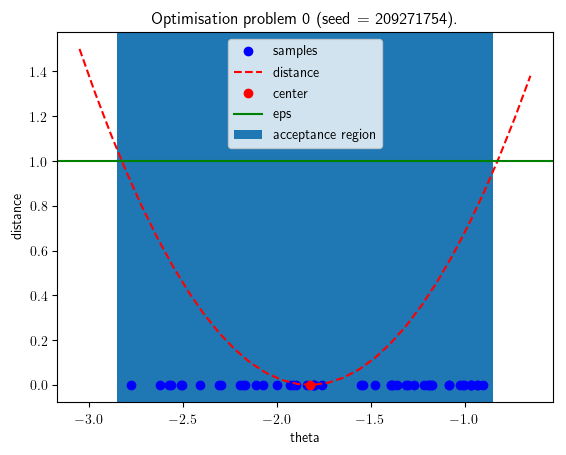 Optimisation problem 0 (seed = 209271754).
samples
distance
center
eps
acceptance region
distance
1.4
1.2
1.0
0.8
0.6
0.4
0.2
0.0
−3.0 −2.5 −2.0 −1.5 −1.0
theta